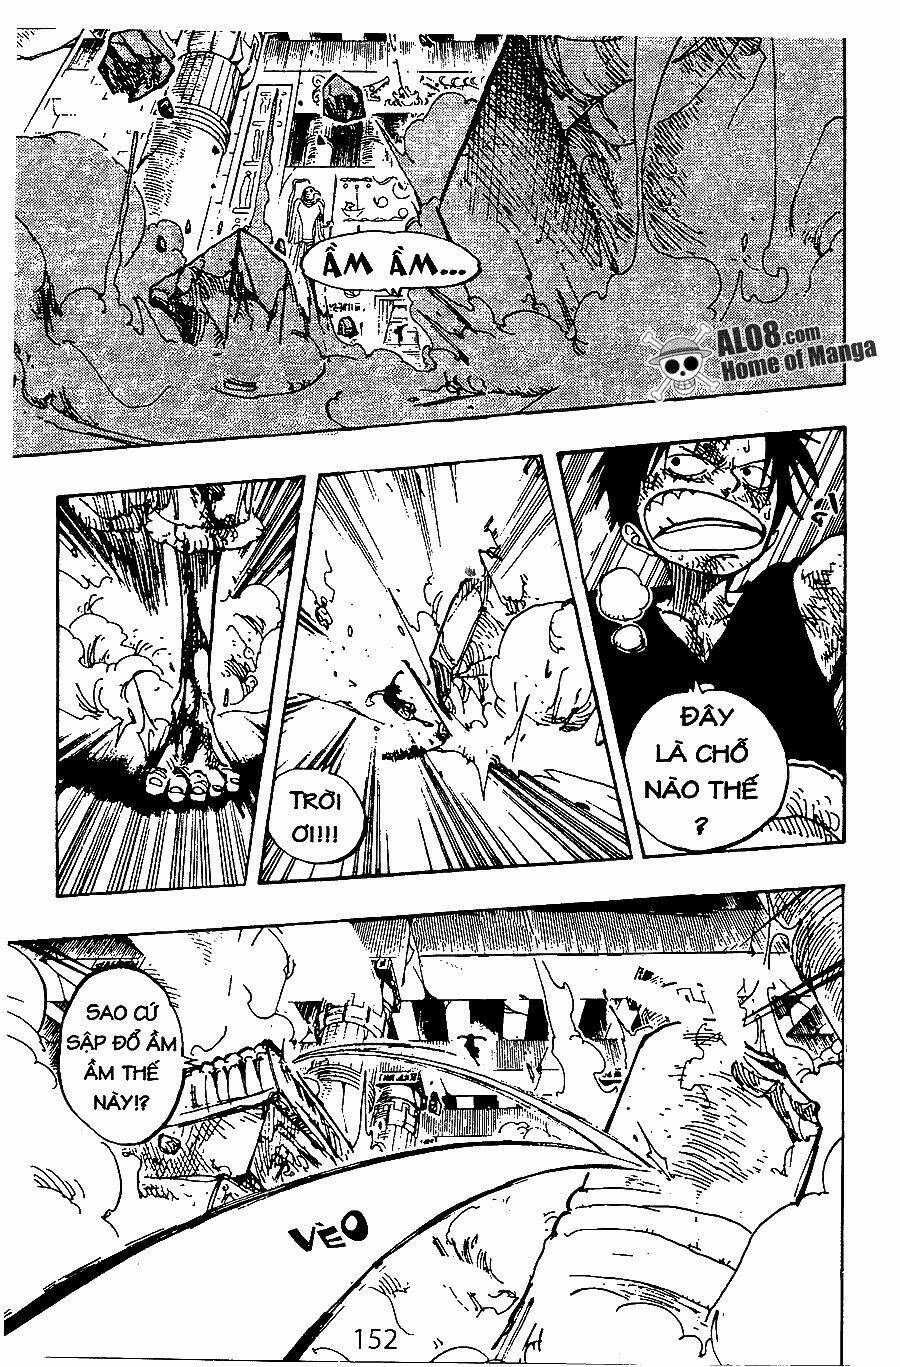 ẦM ẦM...
AL08.com
Home of Manga
ĐÂY
LÀ CHỖ
NÀO THẾ
?
TRỜI
ƠI!!!
SAO CỨ
SẬP ĐỔ ẦM
ẦM THẾ
NÀY!?
VÈO
152